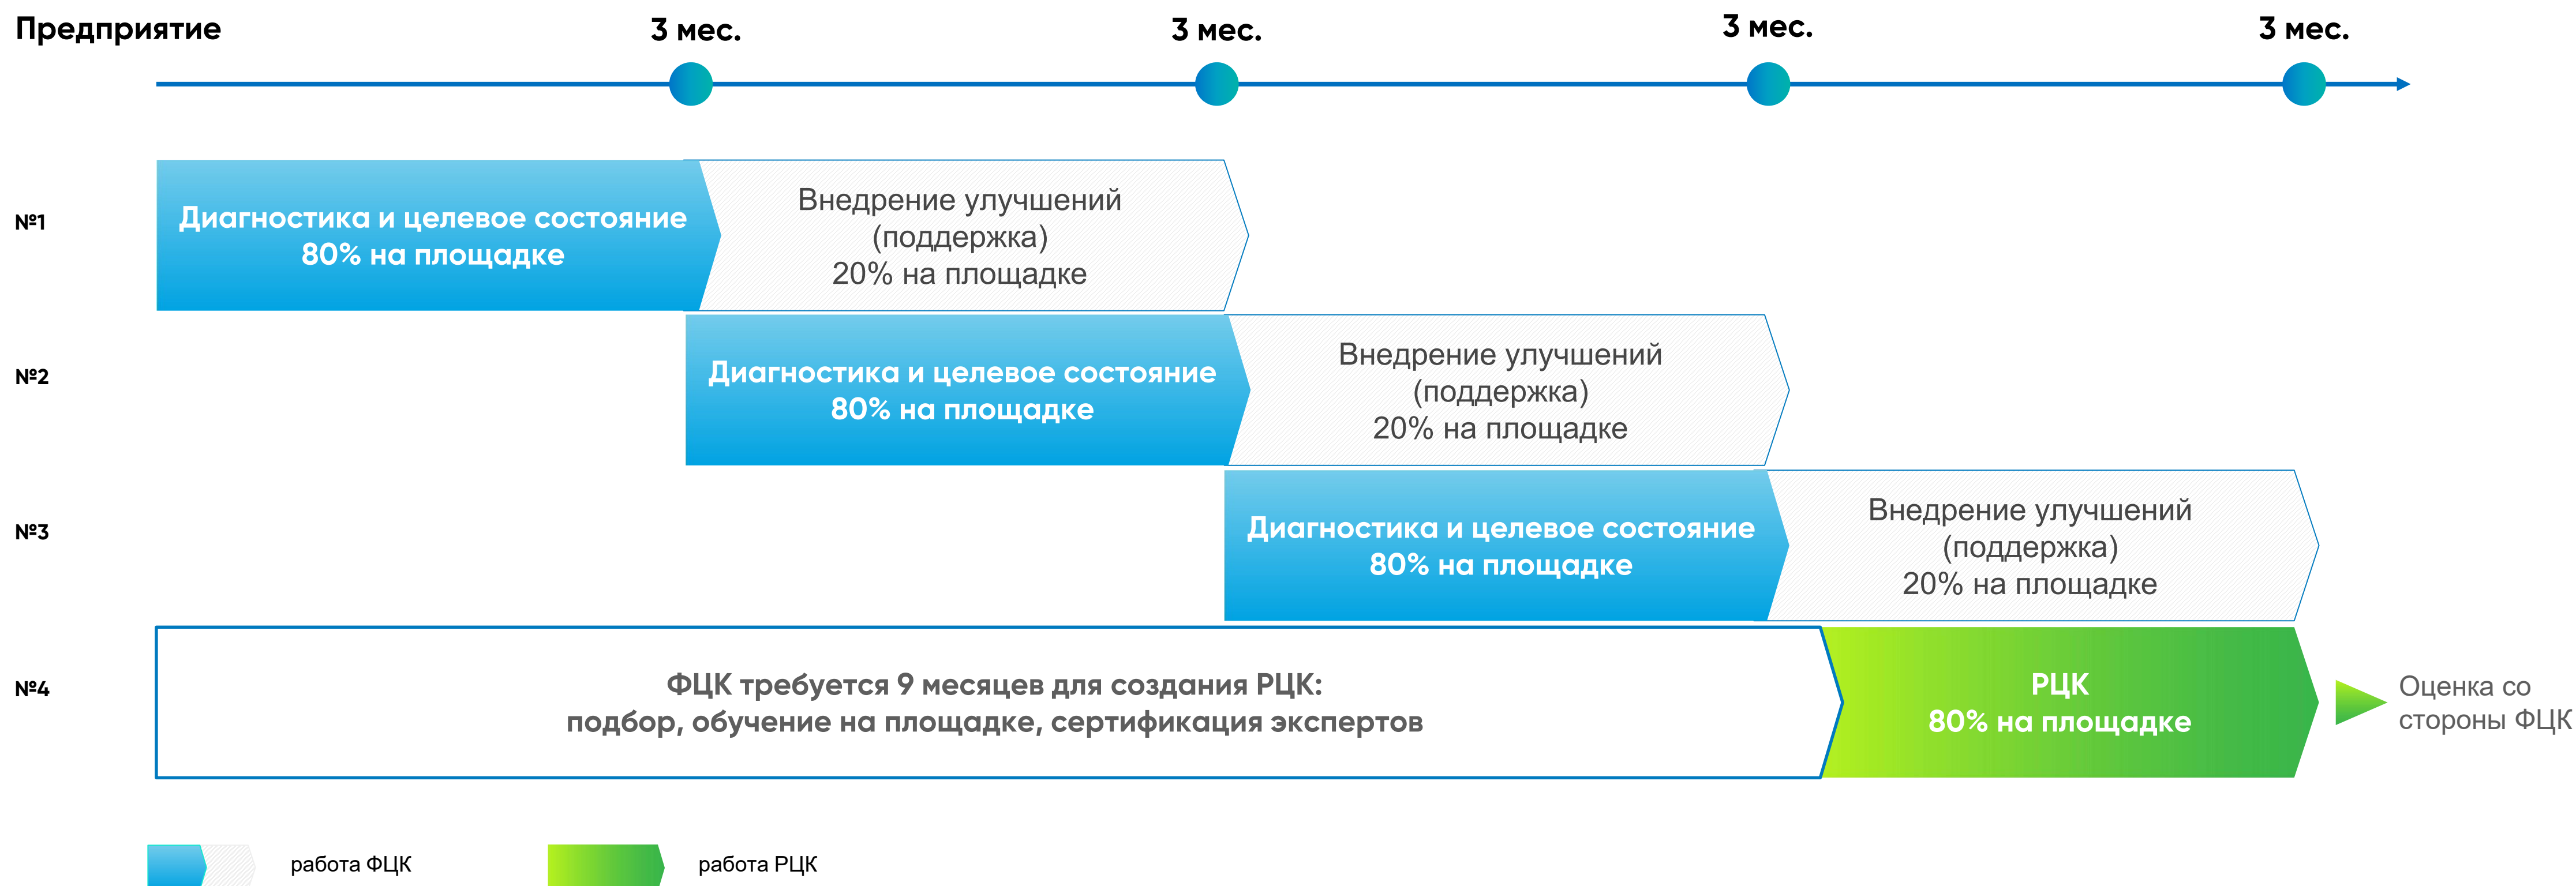 Предприятие
3 мес.
3 мес.
3 мес.
3 мес.
№1
Диагностика и целевое состояние
80% на площадке
Внедрение улучшений
(поддержка)
20% на площадке
№2
Диагностика и целевое состояние
80% на площадке
Внедрение улучшений
(поддержка)
20% на площадке
№3
Диагностика и целевое состояние
80% на площадке
Внедрение улучшений
(поддержка)
20% на площадке
№4
ФЦК требуется 9 месяцев для создания РЦК:
подбор, обучение на площадке, сертификация экспертов
РЦК
80% на площадке
Оценка со
стороны ФЦК
работа ФЦК
работа РЦК